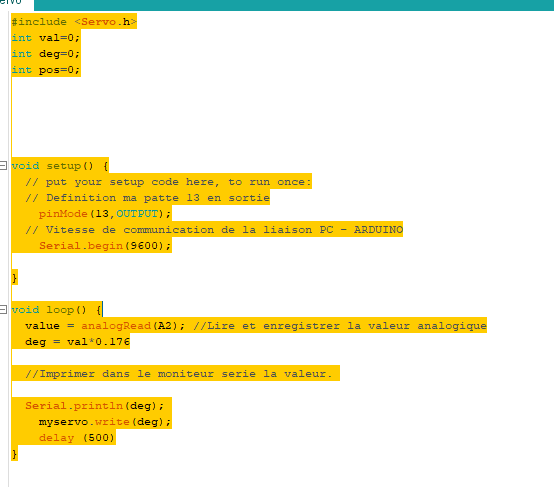 #include <Servo.h>
int val=0;
int deg=0;
int pos=0;
void setup() {
// put your setup code here, to run once:
// Definition ma patte 13 en sortie
pinMode(13,OUTPUT);
// Vitesse de communication de la liaison PC - ARDUINO
Serial.begin(9600);
}
void loop() {
value = analogRead(A2); //Lire et enregistrer la valeur analogique
deg = val*0.176
//Imprimer dans le moniteur serie la valeur.
Serial.println(deg);
myservo.write(deg);
delay (500)
}